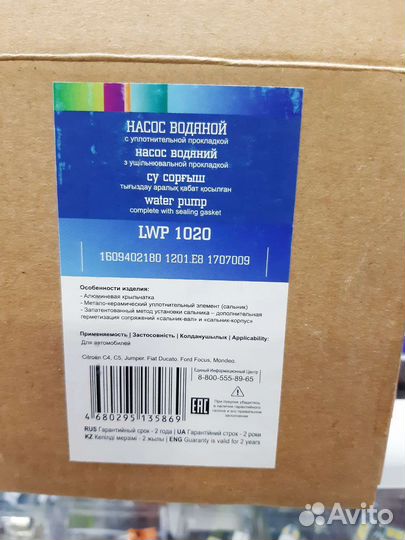 НАСОС ВОДЯНОЙ
с уплотнительной прокладкой
НАСОС ВОДЯНИЙ
з ущільнювальной прокладкой
СУ СОРҒЫШ
тығыздау аралық қабат қосылған
water pump
complete with sealing gasket
LWP 1020
1609402180 1201.E8 1707009
Особенности изделия:
- Алюминевая крыльчатка
- Метало-керамический уплотнительный элемент (сальник)
- Запатентованный метод установки сальника – дополнительная
герметизация сопряжений «сальник-вал» и «сальник-корпус»
Применяемость | Застосовність | Колданушылық | Applicability:
Для автомобилей
Citroen C4, C5, Jumper. Fiat Ducato. Ford Focus, Mondeo.
Единый Информационный Центр
8-800-555-89-65
4 680295 135869
EAC
RUS Гарантийный срок - 2 года | UA Гарантійний строк - 2 роки
KZ Кепілді мерзімі - 2 жылы | ENG Guaranty is valid for 2 years
Avito